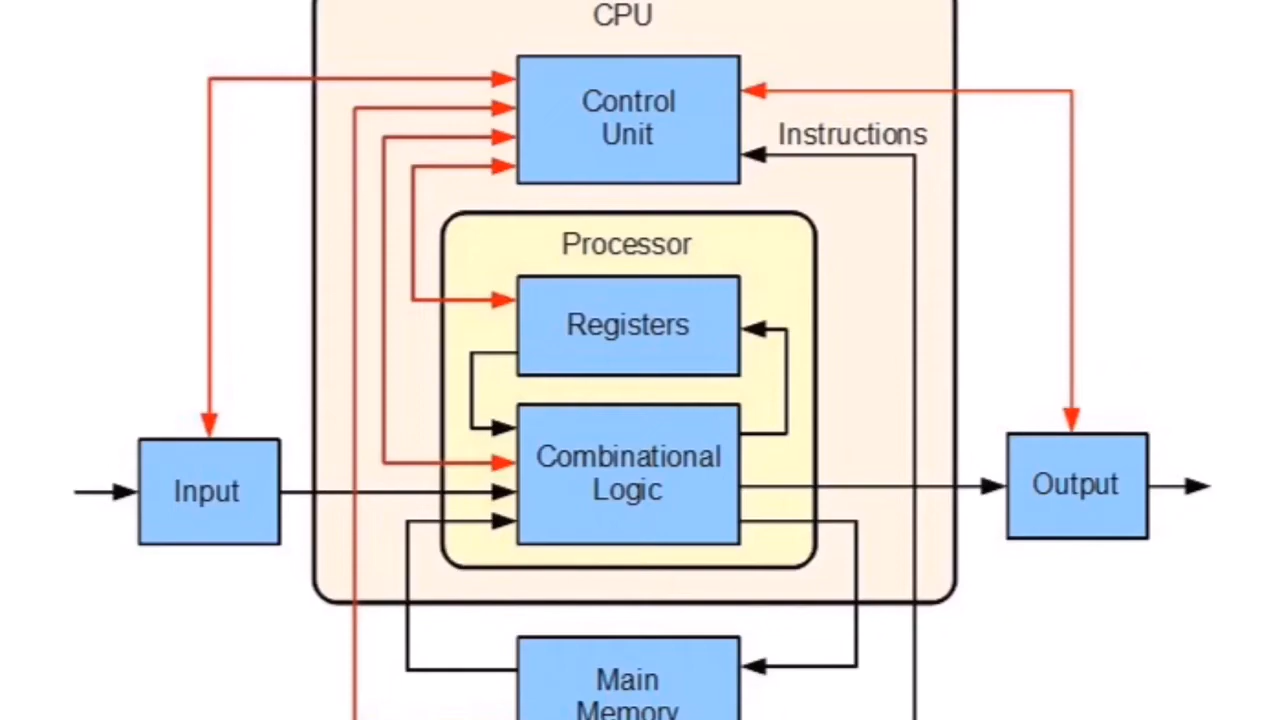 CPU
Control
Unit
Instructions
Processor
Registers
Combinational
Logic
Input
Output
Main
Memory